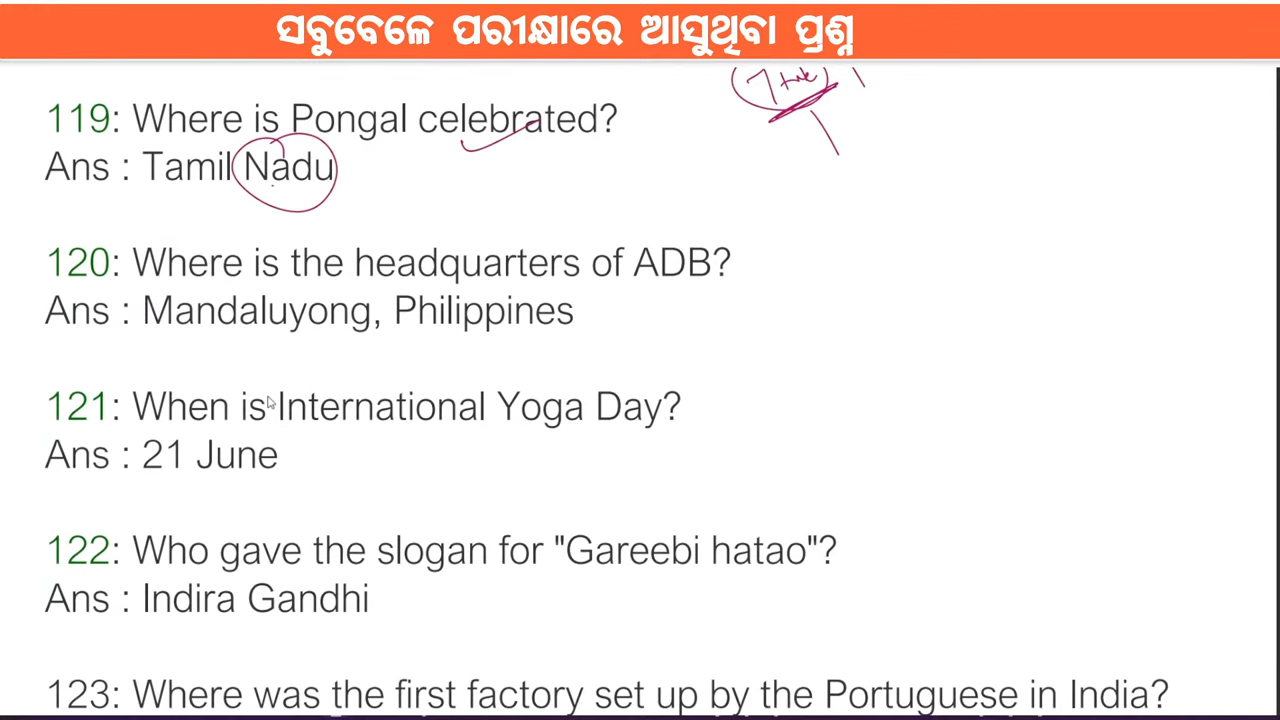 ସବୁବେଳେ ପରୀକ୍ଷାରେ ଆସୁଥିବା ପ୍ରଶ୍ନ
119: Where is Pongal celebrated?
Ans : Tamil Nadu
120: Where is the headquarters of ADB?
Ans : Mandaluyong, Philippines
121: When is International Yoga Day?
Ans : 21 June
122: Who gave the slogan for "Gareebi hatao"?
Ans : Indira Gandhi
123: Where was the first factory set up by the Portuguese in India?